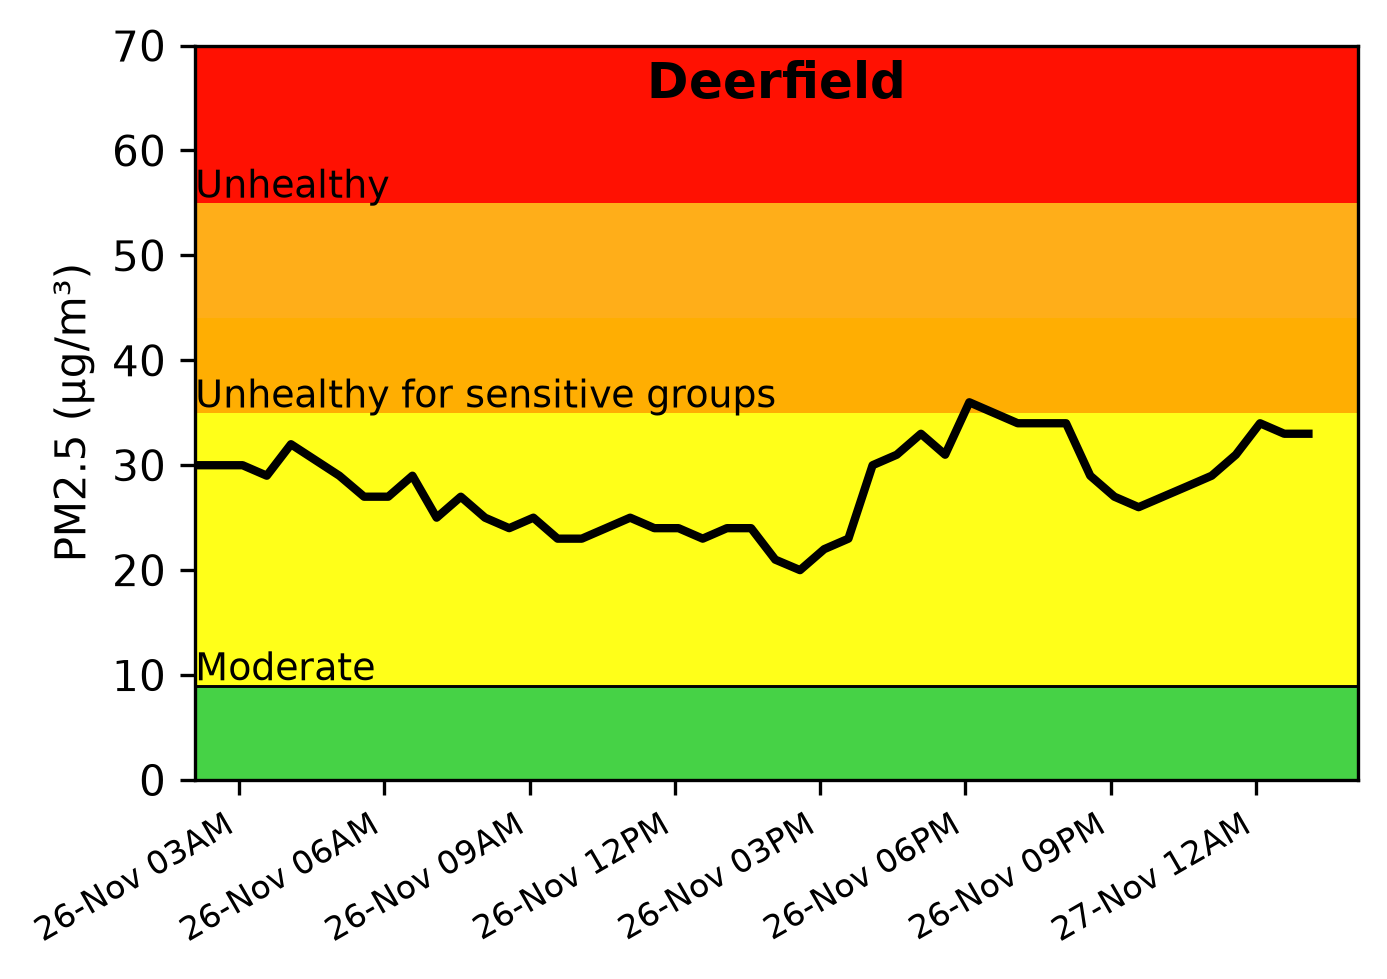 Deerfield
PM2.5 (μg/m³)
70
60
Unhealthy
50
40
Unhealthy for sensitive groups
30
20
Moderate
10
0
26-Nov 03AM
26-Nov 06AM
26-Nov 09AM
26-Nov 12PM
26-Nov 03PM
26-Nov 06PM
26-Nov 09PM
27-Nov 12AM